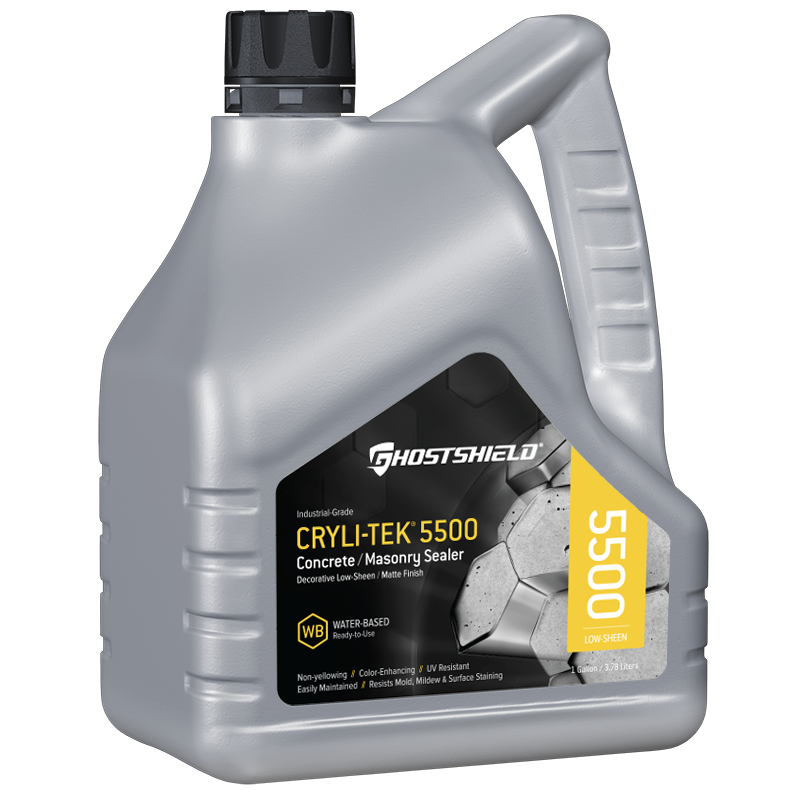 GHOSTSHIELD®
Industrial-Grade
CRYLI-TEK® 5500
Concrete / Masonry Sealer
Decorative Low-Sheen / Matte Finish
WB
WATER-BASED
Ready-to-Use
Non-yellowing // Color-Enhancing // UV Resistant
Easily Maintained // Resists Mold, Mildew & Surface Staining
5500
LOW-SHEEN
1 Gallon / 3.78 Liters